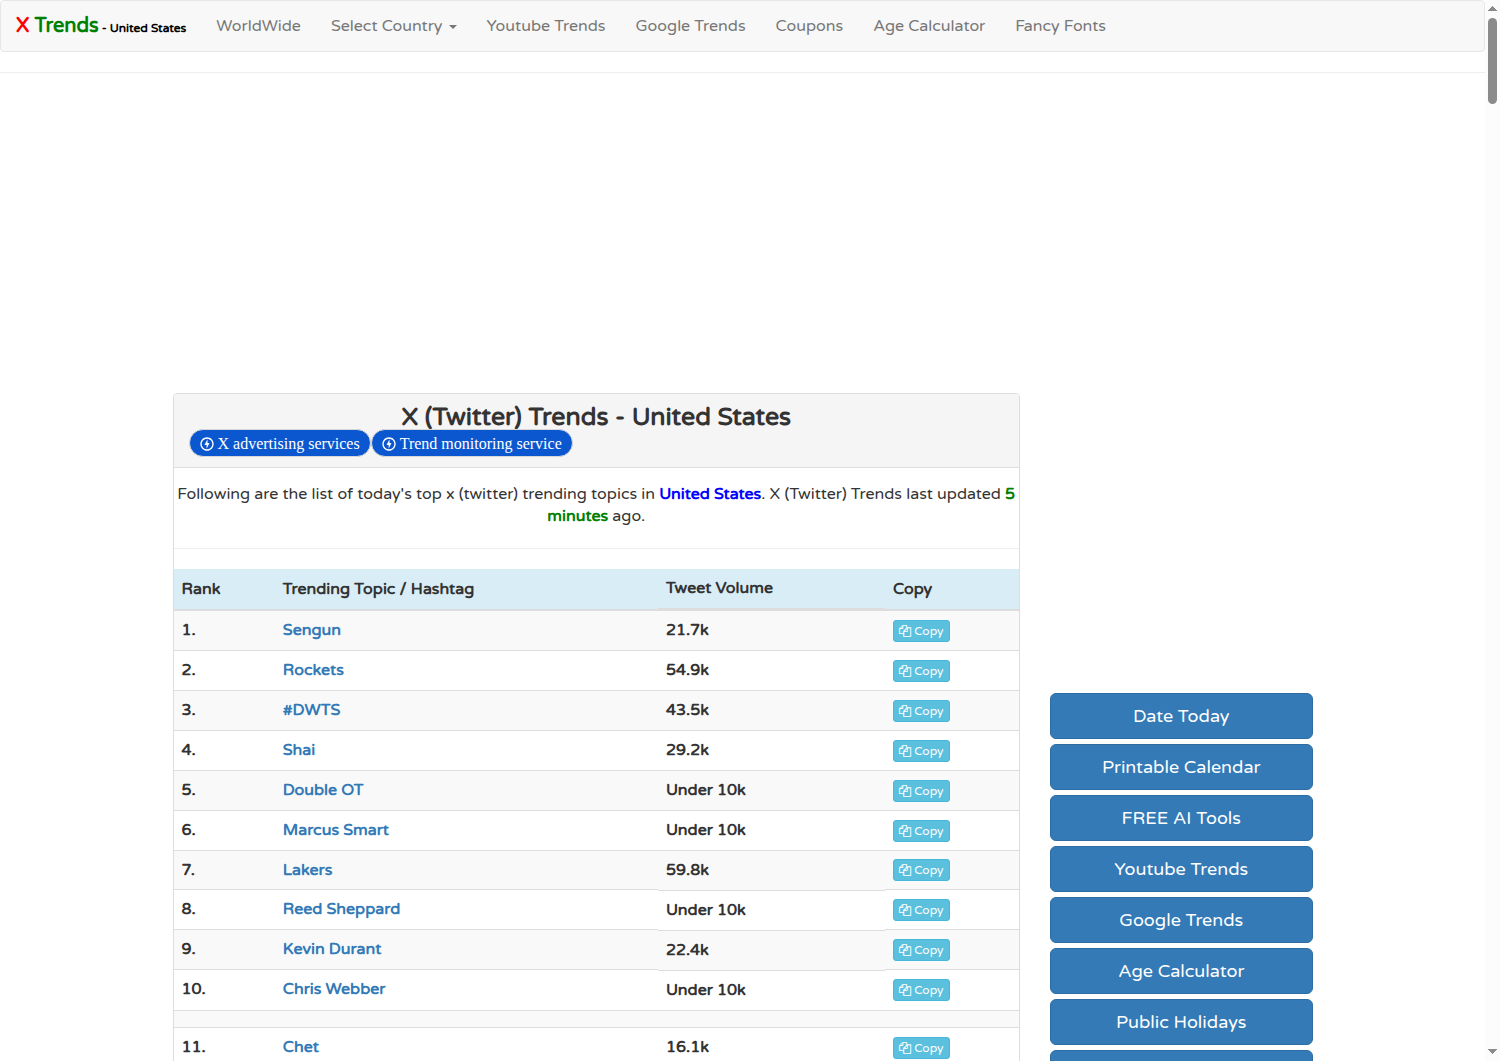 X Trends - United States WorldWide Select Country Youtube Trends Google Trends Coupons Age Calculator Fancy Fonts
X (Twitter) Trends - United States
X advertising services Trend monitoring service
Following are the list of today's top x (twitter) trending topics in United States. X (Twitter) Trends last updated 5
minutes ago.
Rank Trending Topic / Hashtag Tweet Volume Copy
1. Sengun 21.7k Copy
2. Rockets 54.9k Copy
3. #DWTS 43.5k Copy
4. Shai 29.2k Copy
5. Double OT Under 10k Copy
6. Marcus Smart Under 10k Copy
7. Lakers 59.8k Copy
8. Reed Sheppard Under 10k Copy
9. Kevin Durant 22.4k Copy
10. Chris Webber Under 10k Copy
11. Chet 16.1k Copy
Date Today
Printable Calendar
FREE AI Tools
Youtube Trends
Google Trends
Age Calculator
Public Holidays